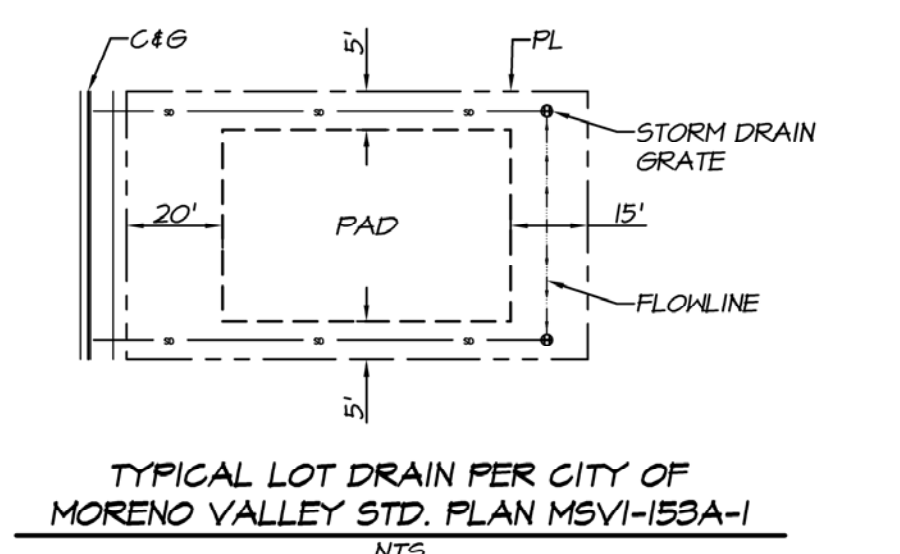 C&G
5'
PL
SD SD SD
STORM DRAIN
GRATE
20'
PAD
15'
FLOWLINE
SD SD SD
5'
TYPICAL LOT DRAIN PER CITY OF
MORENO VALLEY STD. PLAN MSVI-153A-1
NTS